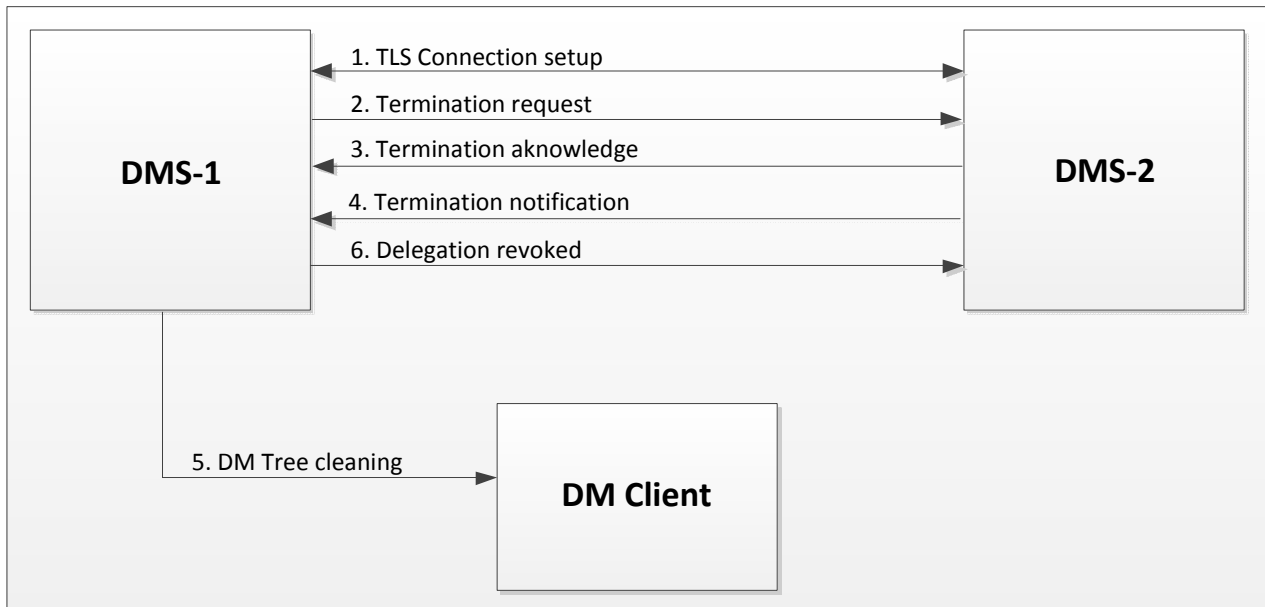 1. TLS Connection setup
2. Termination request
3. Termination aknowledge
4. Termination notification
6. Delegation revoked
DMS-1
DMS-2
5. DM Tree cleaning
DM Client